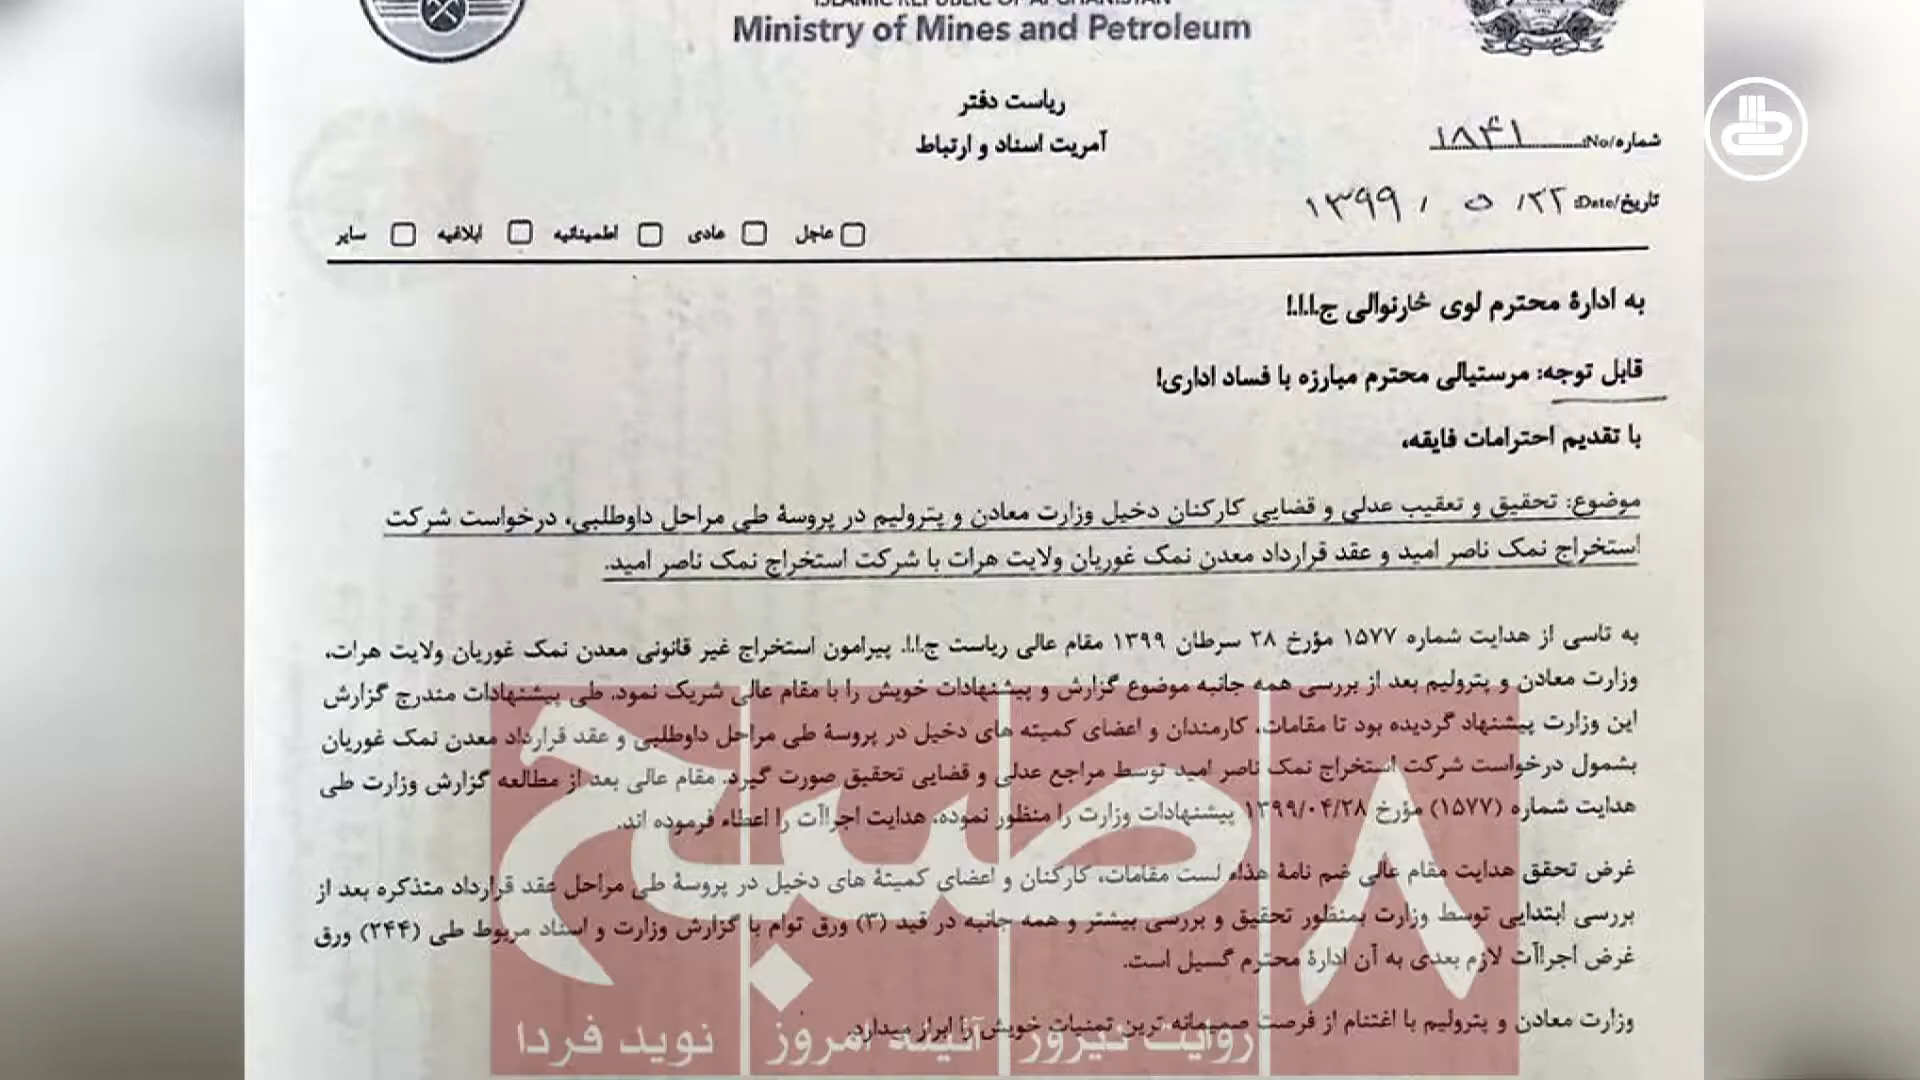 ISLAMIC REPUBLIC OF AFGHANISTAN
Ministry of Mines and Petroleum
ریاست دفتر
آمریت اسناد و ارتباط
شماره/No: ۱۸۴۱
تاریخ/Date: ۲۲/ ۵ / ۱۳۹۹
عاجل عادی اطمینانیه ابلاغیه سایر
به ادارهٔ محترم لوی څارنوالی ج.ا.ا.!
قابل توجه: مرستیالی محترم مبارزه با فساد اداری!
با تقدیم احترامات فایقه،
موضوع: تحقیق و تعقیب عدلی و قضایی کارکنان دخیل وزارت معادن و پترولیم در پروسهٔ طی مراحل داوطلبی، درخواست شرکت
استخراج نمک ناصر امید و عقد قرارداد معدن نمک غوریان ولایت هرات با شرکت استخراج نمک ناصر امید.
به تاسی از هدایت شماره ۱۵۷۷ مؤرخ ۲۸ سرطان ۱۳۹۹ مقام عالی ریاست ج.ا.ا. پیرامون استخراج غیر قانونی معدن نمک غوریان ولایت هرات،
وزارت معادن و پترولیم بعد از بررسی همه جانبه موضوع گزارش و پیشنهادات خویش را با مقام عالی شریک نمود. طی پیشنهادات مندرج گزارش
این وزارت پیشنهاد گردیده بود تا مقامات، کارمندان و اعضای کمیته های دخیل در پروسهٔ طی مراحل داوطلبی و عقد قرارداد معدن نمک غوریان
بشمول درخواست شرکت استخراج نمک ناصر امید توسط مراجع عدلی و قضایی تحقیق صورت گیرد. مقام عالی بعد از مطالعه گزارش وزارت طی
هدایت شماره (۱۵۷۷) مؤرخ ۱۳۹۹/۰۴/۲۸ پیشنهادات وزارت را منظور نموده، هدایت اجراآت را اعطاء فرموده اند.
غرض تحقق هدایت مقام عالی ضم نامهٔ هذاء لست مقامات، کارکنان و اعضای کمیتهٔ های دخیل در پروسهٔ طی مراحل عقد قرارداد متذکره بعد از
بررسی ابتدایی توسط وزارت بمنظور تحقیق و بررسی بیشتر و همه جانبه در قید (۳) ورق توام با گزارش وزارت و اسناد مربوط طی (۲۴۴) ورق
غرض اجراآت لازم بعدی به آن ادارهٔ محترم گسیل است.
وزارت معادن و پترولیم با اغتنام از فرصت صمیمانه ترین تمنیات خویش را ابراز میدارد.
۸ صبح
روایت دیروز آئینه امروز نوید فردا